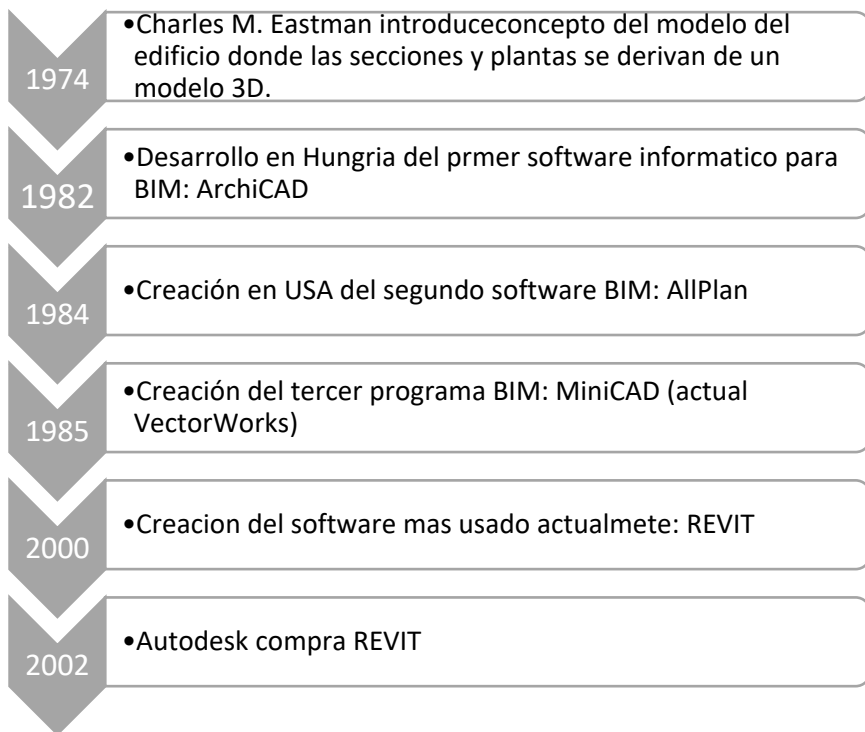 1974
•Charles M. Eastman introduceconcepto del modelo del
edificio donde las secciones y plantas se derivan de un
modelo 3D.
1982
•Desarrollo en Hungria del prmer software informatico para
BIM: ArchiCAD
1984
•Creación en USA del segundo software BIM: AllPlan
1985
•Creación del tercer programa BIM: MiniCAD (actual
VectorWorks)
2000
•Creacion del software mas usado actualmete: REVIT
2002
•Autodesk compra REVIT